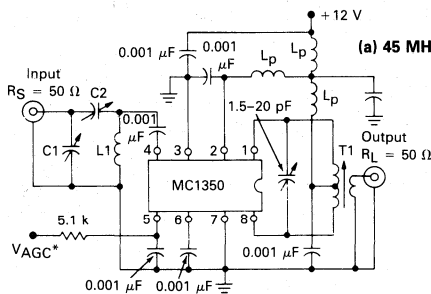 + 12 V
(a) 45 MH
0.001 μF
0.001 μF
Lp
Lp
Lp
Input
RS = 50 Ω
C2
C1
L1
0.001 μF
1.5–20 pF
T1
Output
RL = 50 Ω
4 3 2 1
MC1350
5 6 7 8
5.1 k
VAGC*
0.001 μF
0.001 μF
0.001 μF